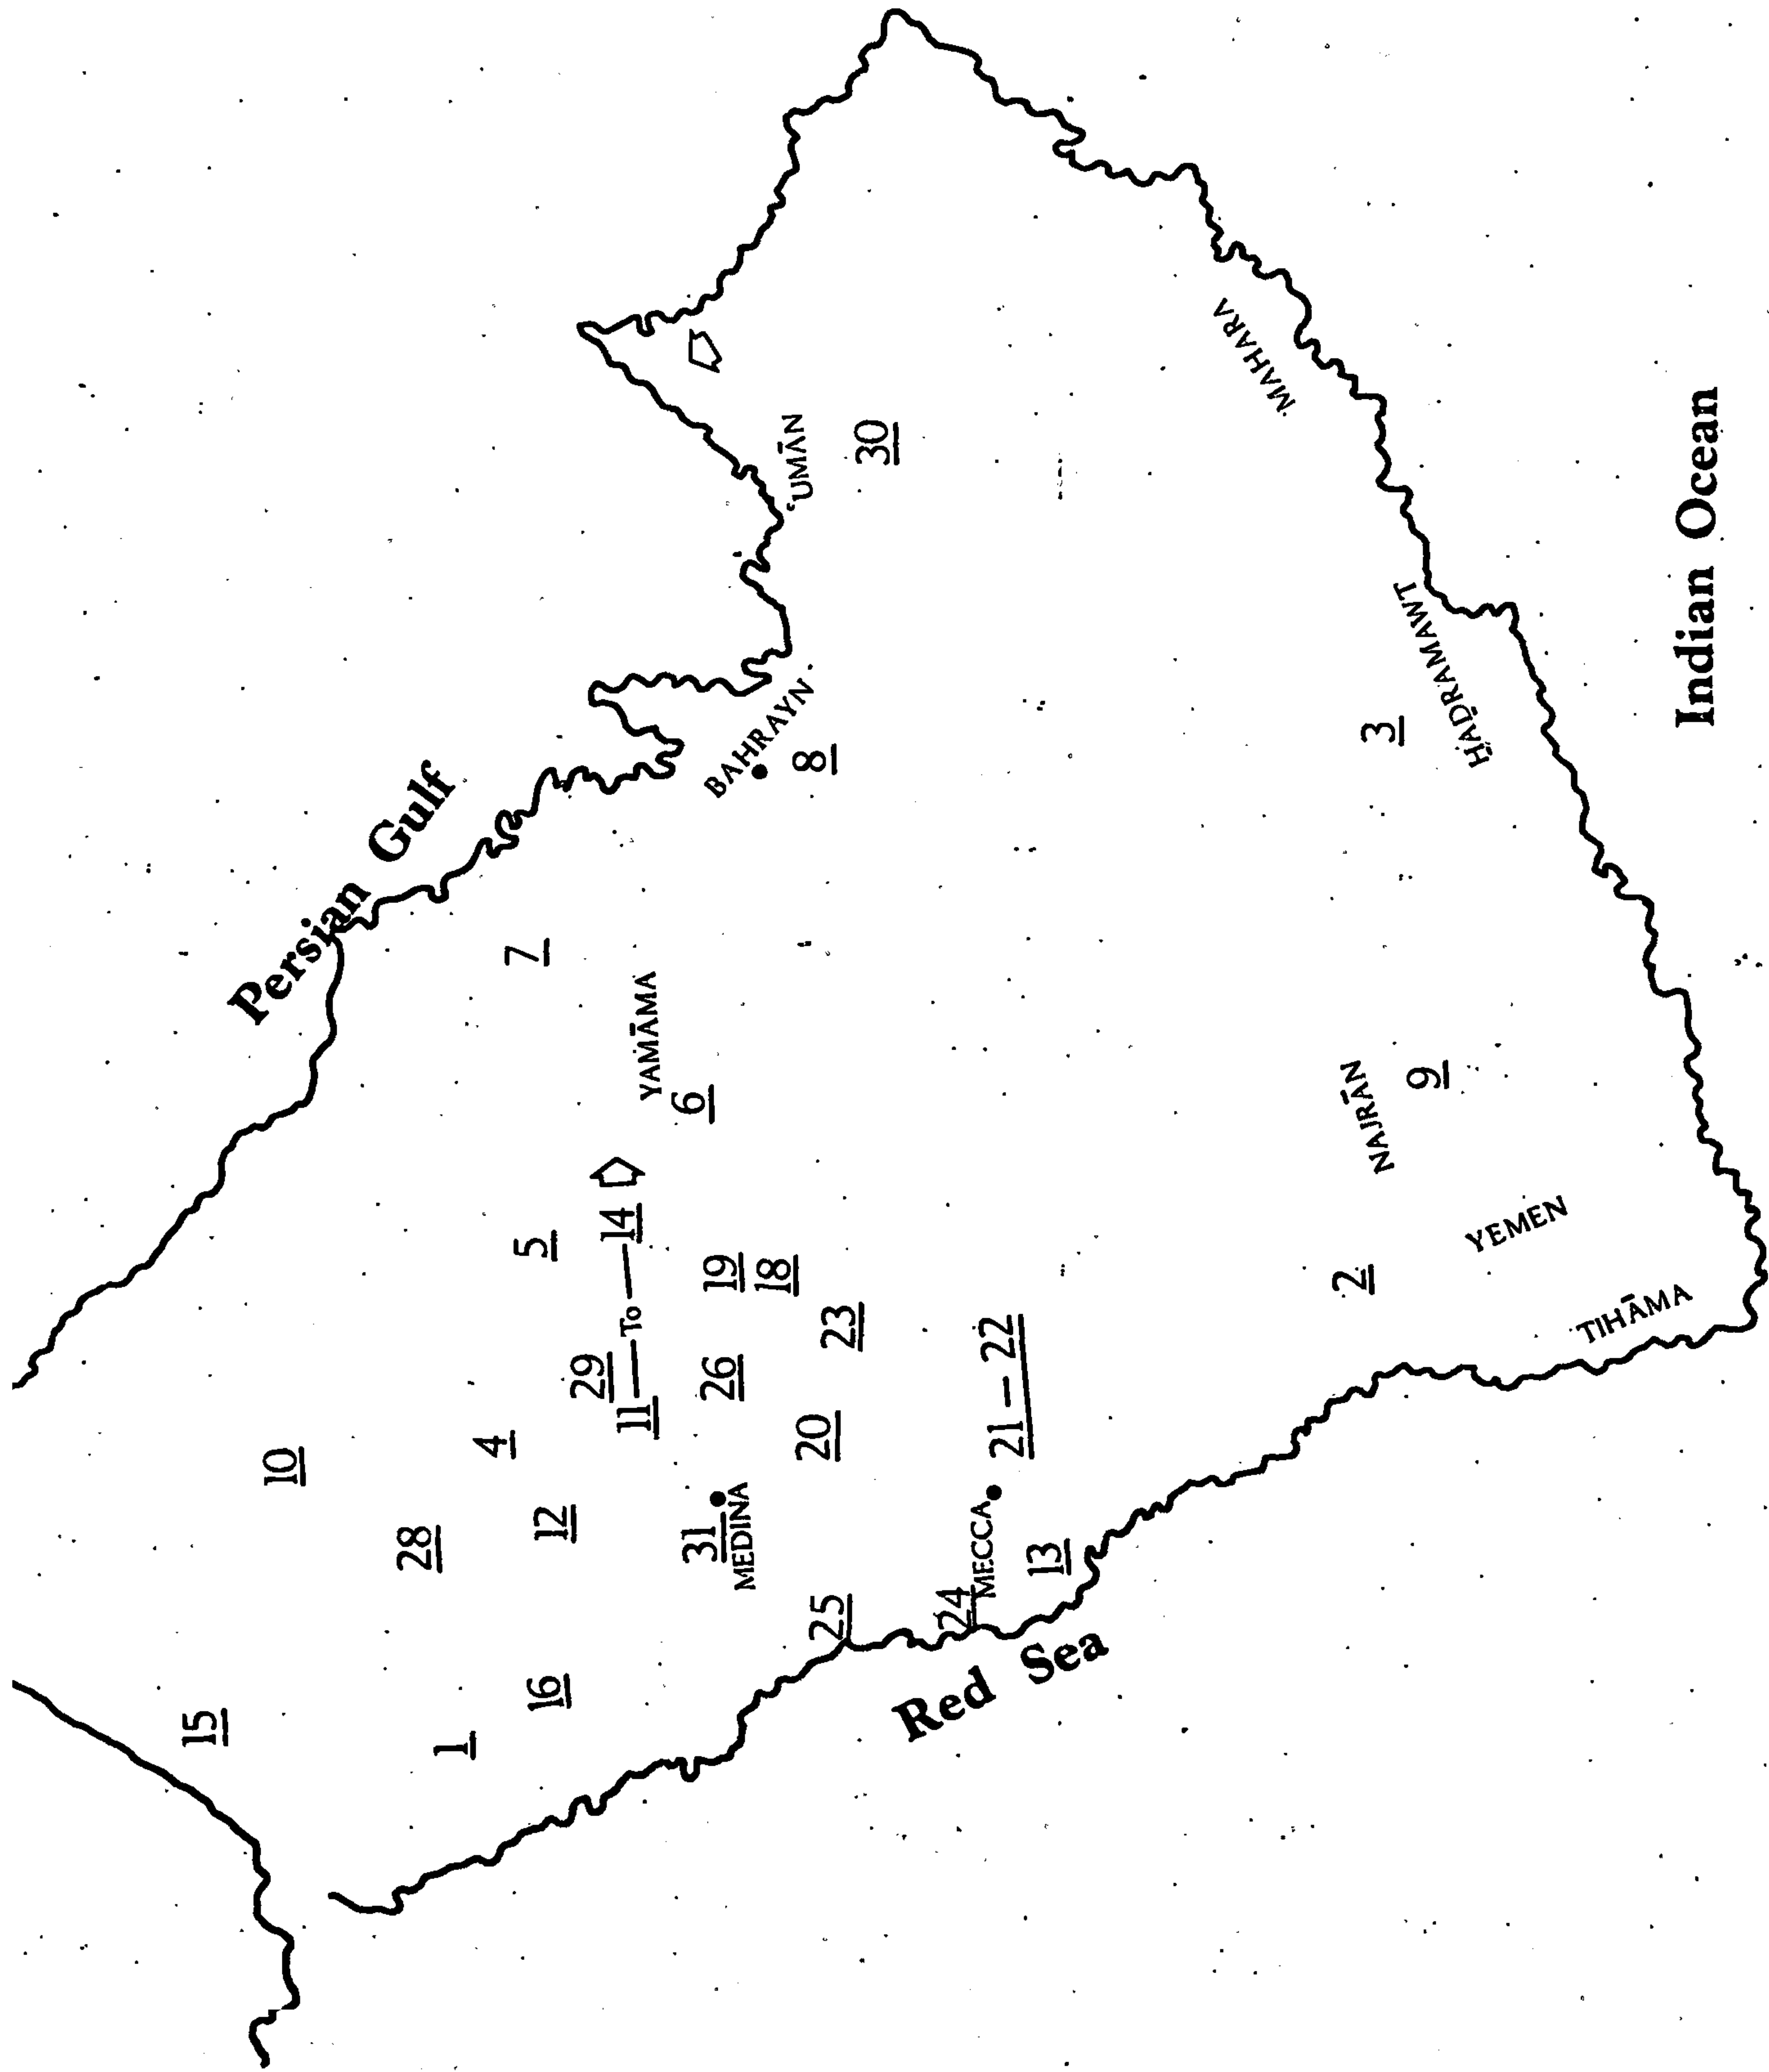 15
Persian Gulf
10
28
1
4
5
7
16
12
29
11 — To — 14
YAMĀMA
6
31
26
19
MEDINA
BAHRAYN
18
ʿUMĀN
20
8
25
23
30
24
MECCA
21 — 22
Red Sea
13
MAHARA
2
NAJRĀN
3
9
ḤAḌRAMAWT
YEMEN
TIHĀMA
Indian Ocean